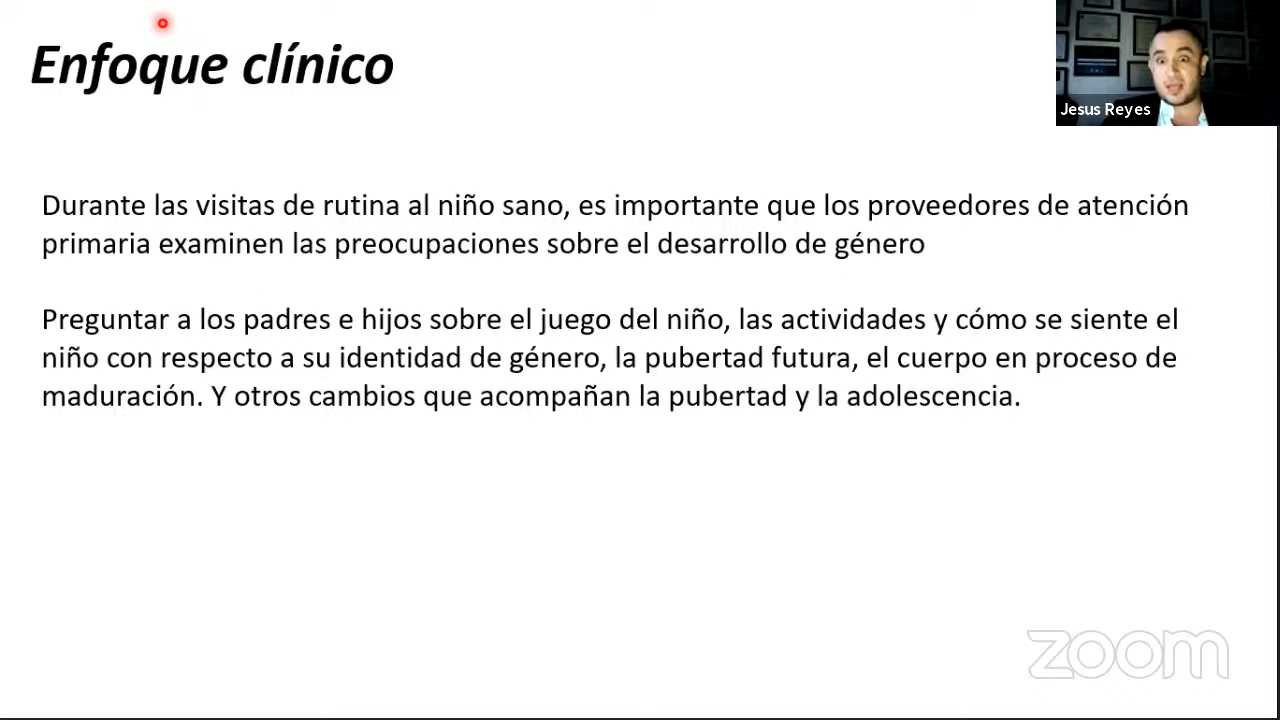 Enfoque clínico
Jesus Reyes
Durante las visitas de rutina al niño sano, es importante que los proveedores de atención
primaria examinen las preocupaciones sobre el desarrollo de género
Preguntar a los padres e hijos sobre el juego del niño, las actividades y cómo se siente el
niño con respecto a su identidad de género, la pubertad futura, el cuerpo en proceso de
maduración. Y otros cambios que acompañan la pubertad y la adolescencia.
zoom